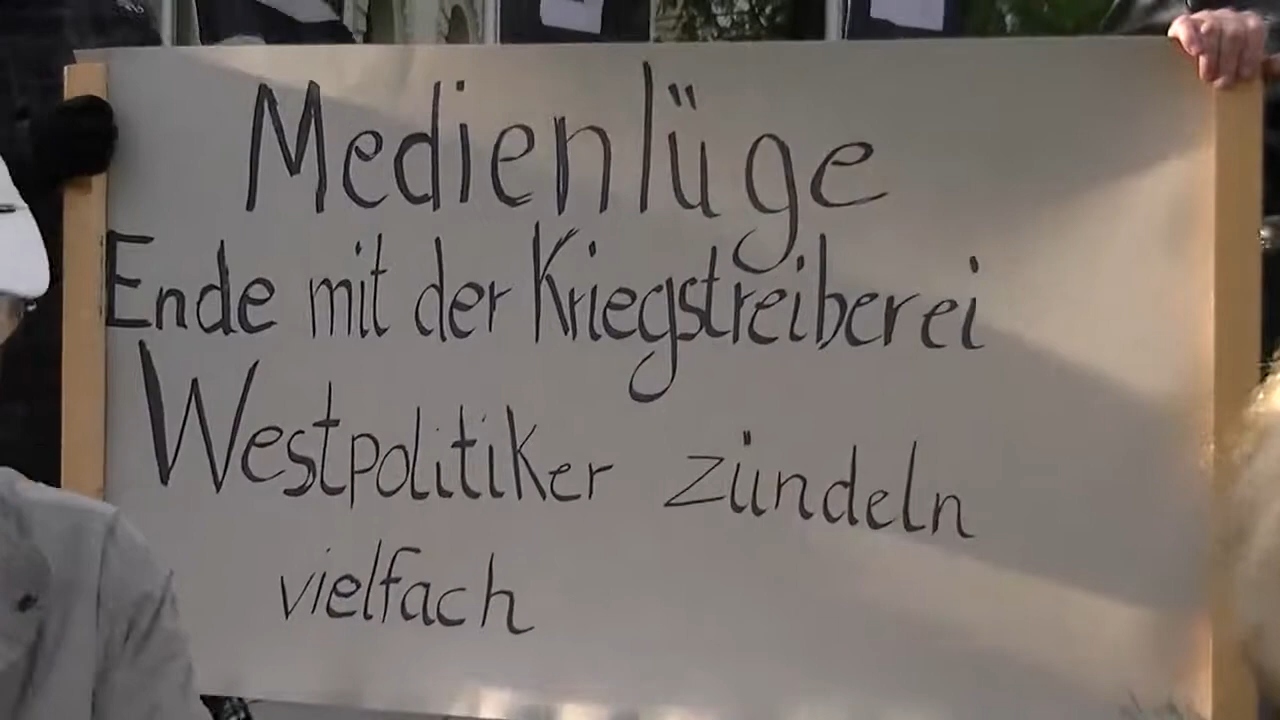 Medienlüge
Ende mit der Kriegstreiberei
Westpolitiker zündeln
vielfach